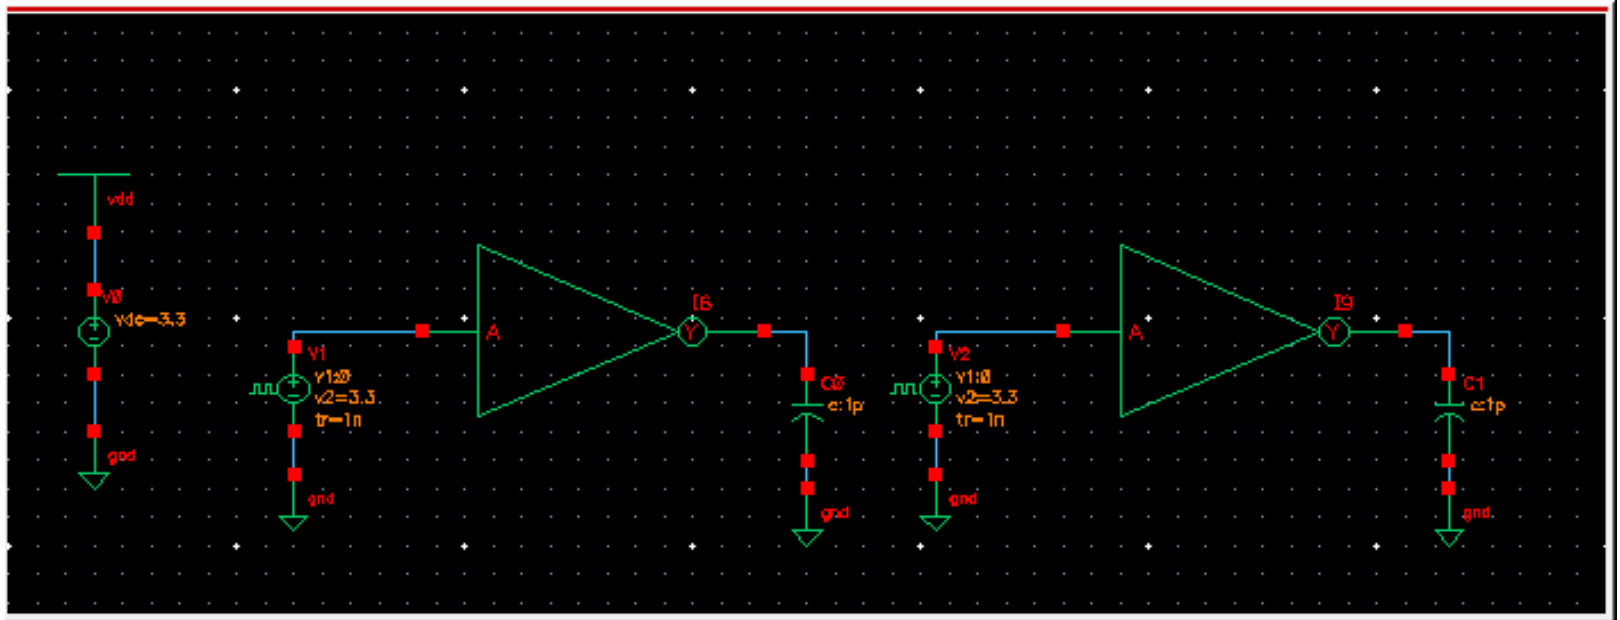 vdd
V0
vdc=3.3
gnd
V1
v1:0
v2=3.3
tr=1n
gnd
A
I6
Y
C0
c:1p
gnd
V2
v1:0
v2=3.3
tr=1n
gnd
A
I9
Y
C1
c:1p
gnd